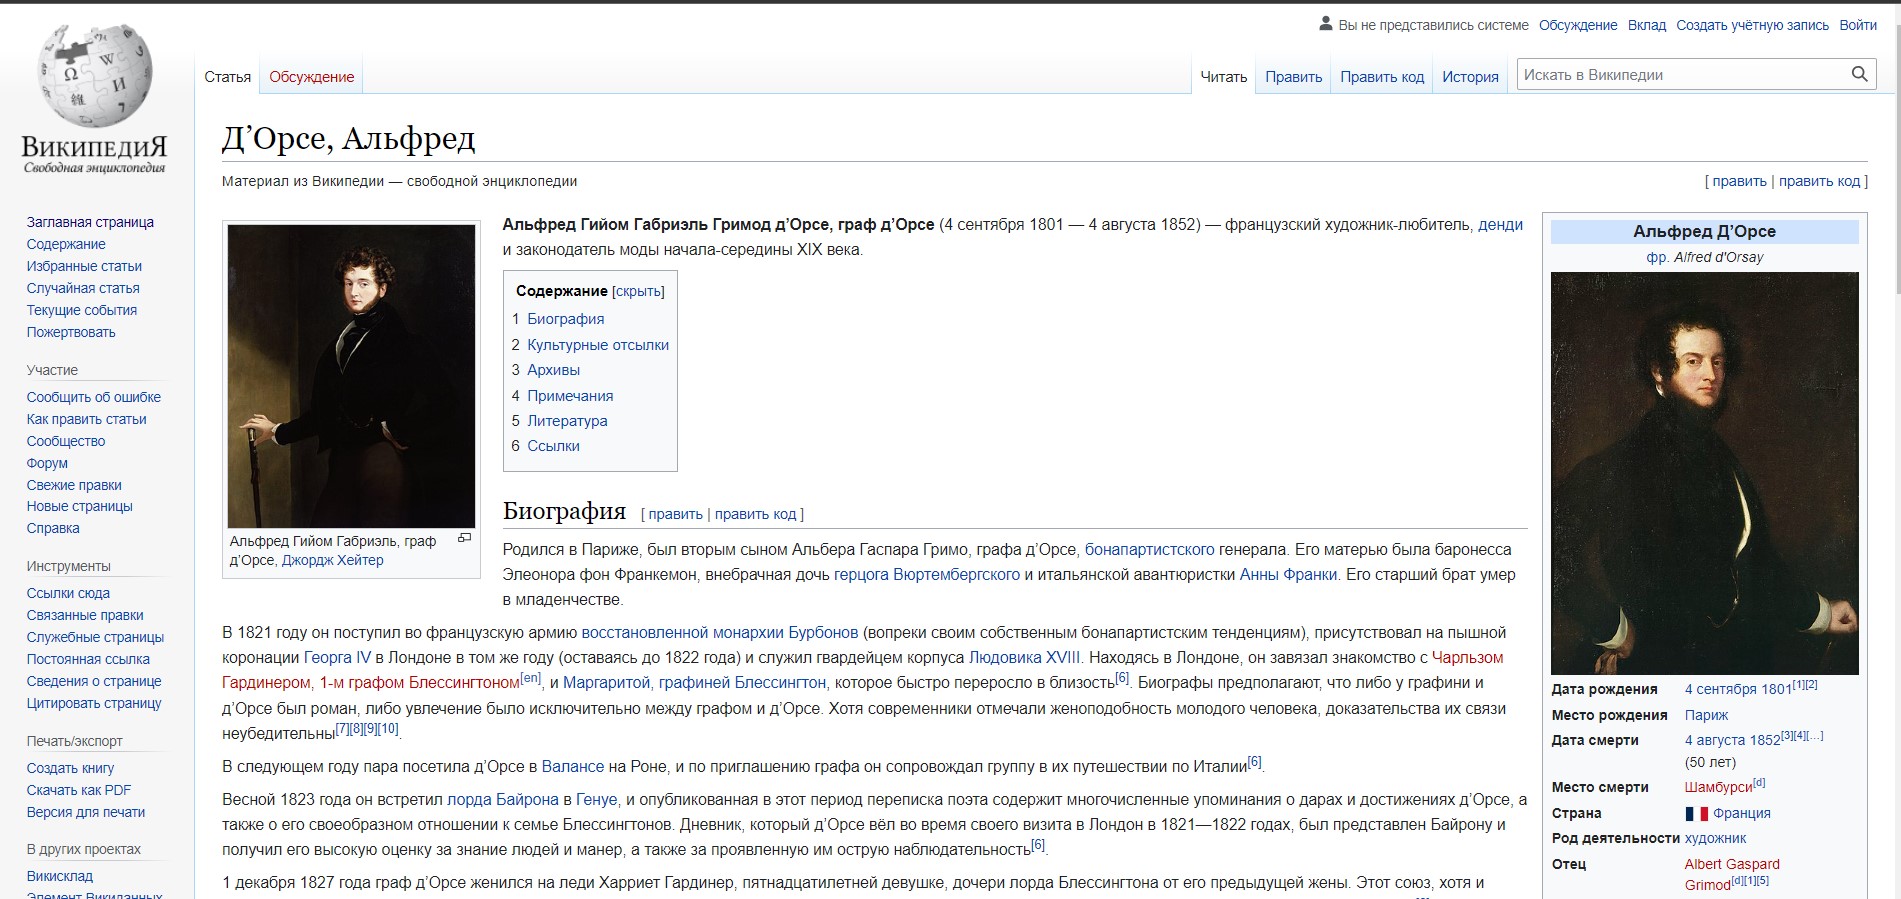 Вы не представились системе Обсуждение Вклад Создать учётную запись Войти
Статья Обсуждение Читать Править Править код История Искать в Википедии
ВикипедиЯ
Свободная энциклопедия
Заглавная страница
Содержание
Избранные статьи
Случайная статья
Текущие события
Пожертвовать
Участие
Сообщить об ошибке
Как править статьи
Сообщество
Форум
Свежие правки
Новые страницы
Справка
Инструменты
Ссылки сюда
Связанные правки
Служебные страницы
Постоянная ссылка
Сведения о странице
Цитировать страницу
Печать/экспорт
Создать книгу
Скачать как PDF
Версия для печати
В других проектах
Викисклад
Элемент Викиданных
Д’Орсе, Альфред
Материал из Википедии — свободной энциклопедии
[ править | править код ]
Альфред Гийом Габриэль, граф
д’Орсе, Джордж Хейтер
Альфред Гийом Габриэль Гримод д’Орсе, граф д’Орсе (4 сентября 1801 — 4 августа 1852) — французский художник-любитель, денди
и законодатель моды начала-середины XIX века.
Содержание [скрыть]
1 Биография
2 Культурные отсылки
3 Архивы
4 Примечания
5 Литература
6 Ссылки
Биография [ править | править код ]
Родился в Париже, был вторым сыном Альбера Гаспара Гримо, графа д’Орсе, бонапартистского генерала. Его матерью была баронесса
Элеонора фон Франкемон, внебрачная дочь герцога Вюртембергского и итальянской авантюристки Анны Франки. Его старший брат умер
в младенчестве.
В 1821 году он поступил во французскую армию восстановленной монархии Бурбонов (вопреки своим собственным бонапартистским тенденциям), присутствовал на пышной
коронации Георга IV в Лондоне в том же году (оставаясь до 1822 года) и служил гвардейцем корпуса Людовика XVIII. Находясь в Лондоне, он завязал знакомство с Чарльзом
Гардинером, 1-м графом Блессингтоном[en], и Маргаритой, графиней Блессингтон, которое быстро переросло в близость[6]. Биографы предполагают, что либо у графини и
д’Орсе был роман, либо увлечение было исключительно между графом и д’Орсе. Хотя современники отмечали женоподобность молодого человека, доказательства их связи
неубедительны[7][8][9][10].
В следующем году пара посетила д’Орсе в Валансе на Роне, и по приглашению графа он сопровождал группу в их путешествии по Италии[6].
Весной 1823 года он встретил лорда Байрона в Генуе, и опубликованная в этот период переписка поэта содержит многочисленные упоминания о дарах и достижениях д’Орсе, а
также о его своеобразном отношении к семье Блессингтонов. Дневник, который д’Орсе вёл во время своего визита в Лондон в 1821—1822 годах, был представлен Байрону и
получил его высокую оценку за знание людей и манер, а также за проявленную им острую наблюдательность[6].
1 декабря 1827 года граф д’Орсе женился на леди Харриет Гардинер, пятнадцатилетней девушке, дочери лорда Блессингтона от его предыдущей жены. Этот союз, хотя и
Альфред Д’Орсе
фр. Alfred d'Orsay
Дата рождения 4 сентября 1801[1][2]
Место рождения Париж
Дата смерти 4 августа 1852[3][4][…]
(50 лет)
Место смерти Шамбурси[d]
Страна Франция
Род деятельности художник
Отец Albert Gaspard
Grimod[d][1][5]